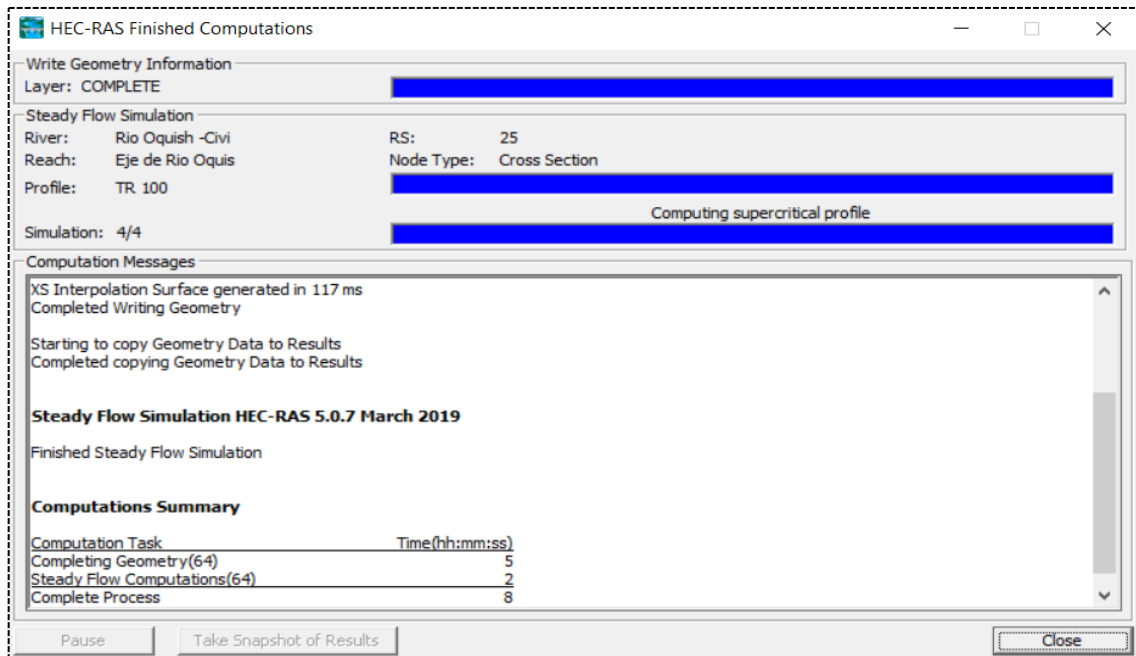 HEC-RAS Finished Computations
Write Geometry Information
Layer: COMPLETE
Steady Flow Simulation
River: Rio Oquish -Civi RS: 25
Reach: Eje de Rio Oquis Node Type: Cross Section
Profile: TR 100
Computing supercritical profile
Simulation: 4/4
Computation Messages
XS Interpolation Surface generated in 117 ms
Completed Writing Geometry
Starting to copy Geometry Data to Results
Completed copying Geometry Data to Results
Steady Flow Simulation HEC-RAS 5.0.7 March 2019
Finished Steady Flow Simulation
Computations Summary
Computation Task Time(hh:mm:ss)
Completing Geometry(64) 5
Steady Flow Computations(64) 2
Complete Process 8
Pause Take Snapshot of Results Close